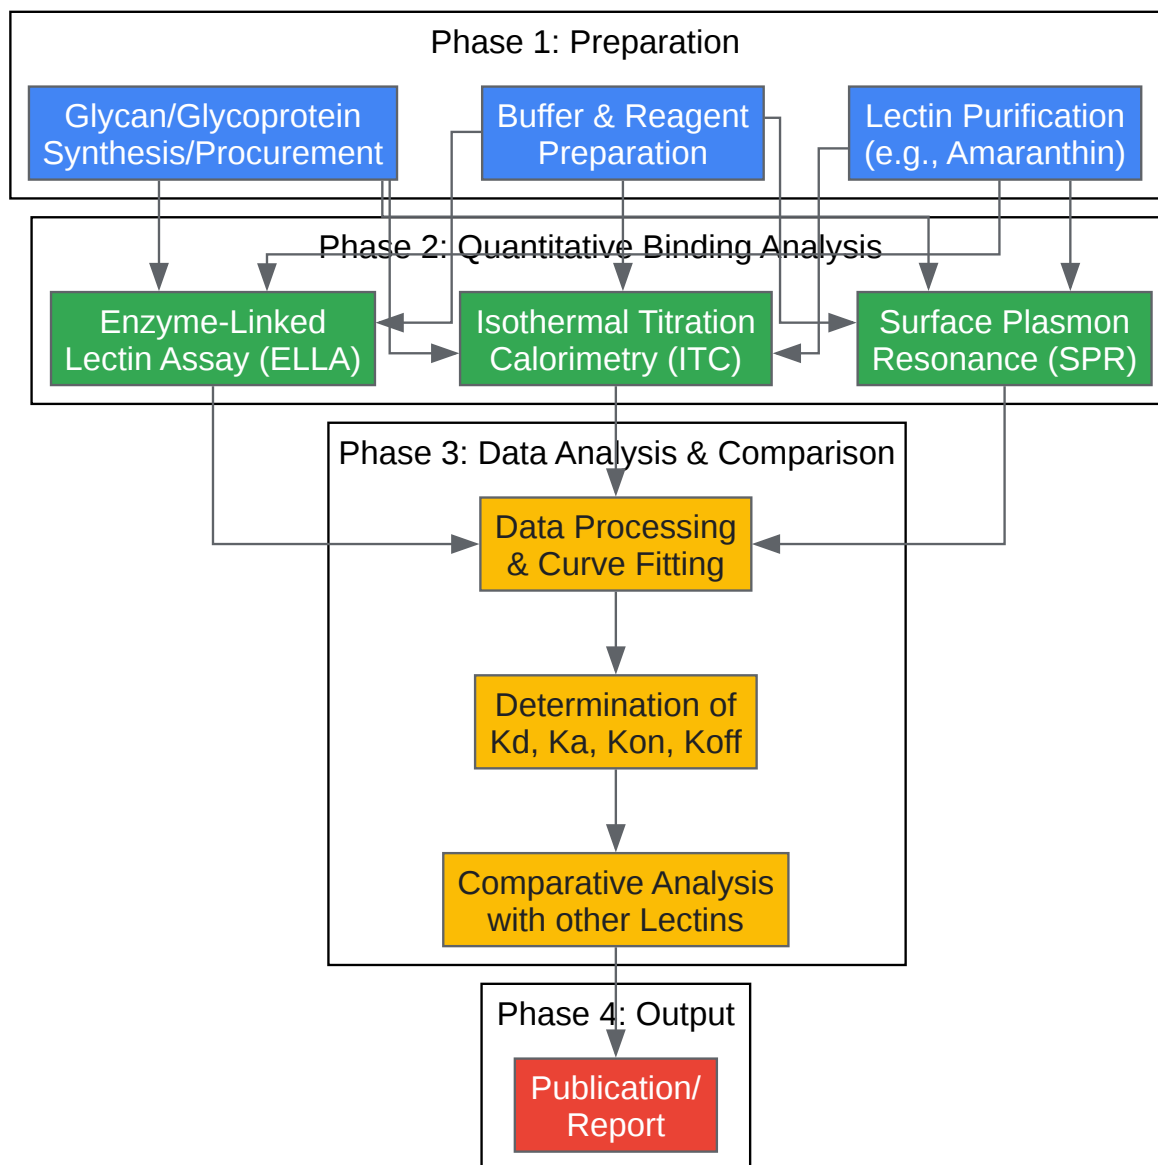 Phase 1: Preparation
Glycan/Glycoprotein
Synthesis/Procurement
Buffer & Reagent
Preparation
Lectin Purification
(e.g., Amaranthin)
Phase 2: Quantitative Binding Analysis
Enzyme-Linked
Lectin Assay (ELLA)
Isothermal Titration
Calorimetry (ITC)
Surface Plasmon
Resonance (SPR)
Phase 3: Data Analysis & Comparison
Data Processing
& Curve Fitting
Determination of
Kd, Ka, Kon, Koff
Comparative Analysis
with other Lectins
Phase 4: Output
Publication/
Report